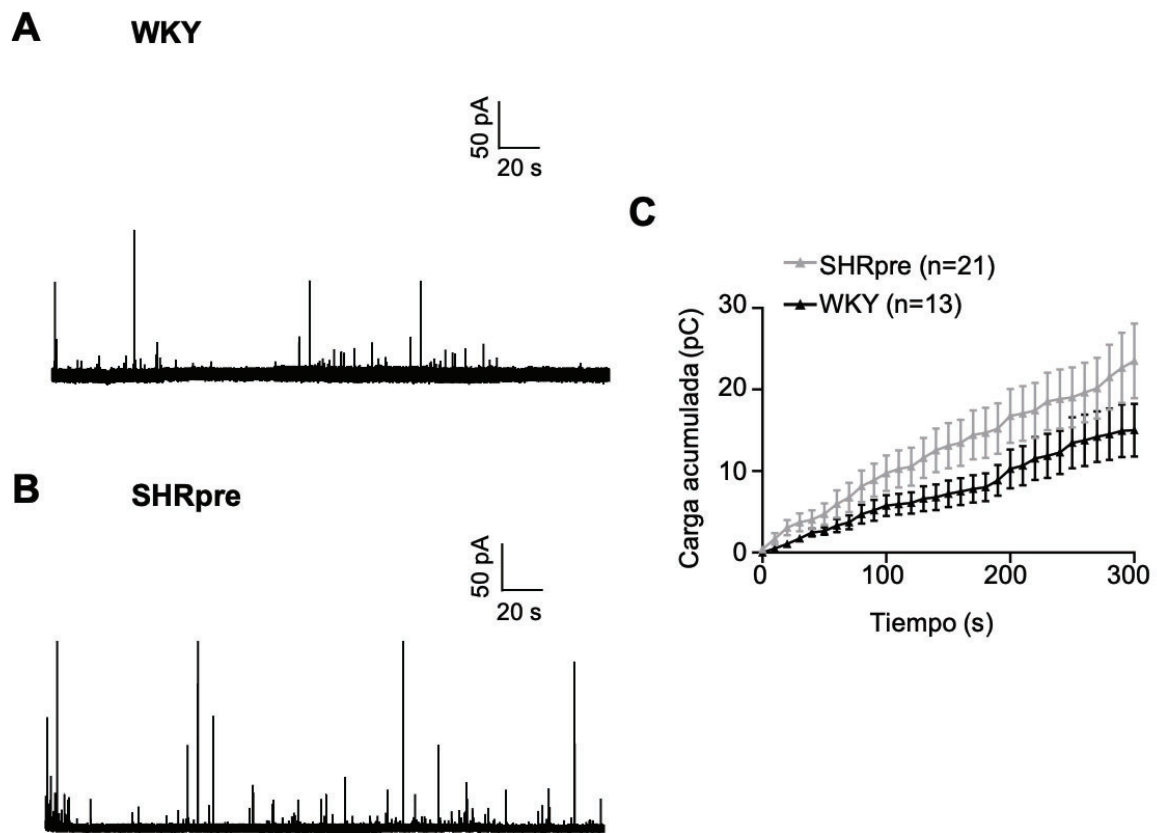 A
WKY
50 pA
20 s
B
SHRpre
50 pA
20 s
C
SHRpre (n=21)
WKY (n=13)
30
20
10
0
Carga acumulada (pC)
0
100
200
300
Tiempo (s)